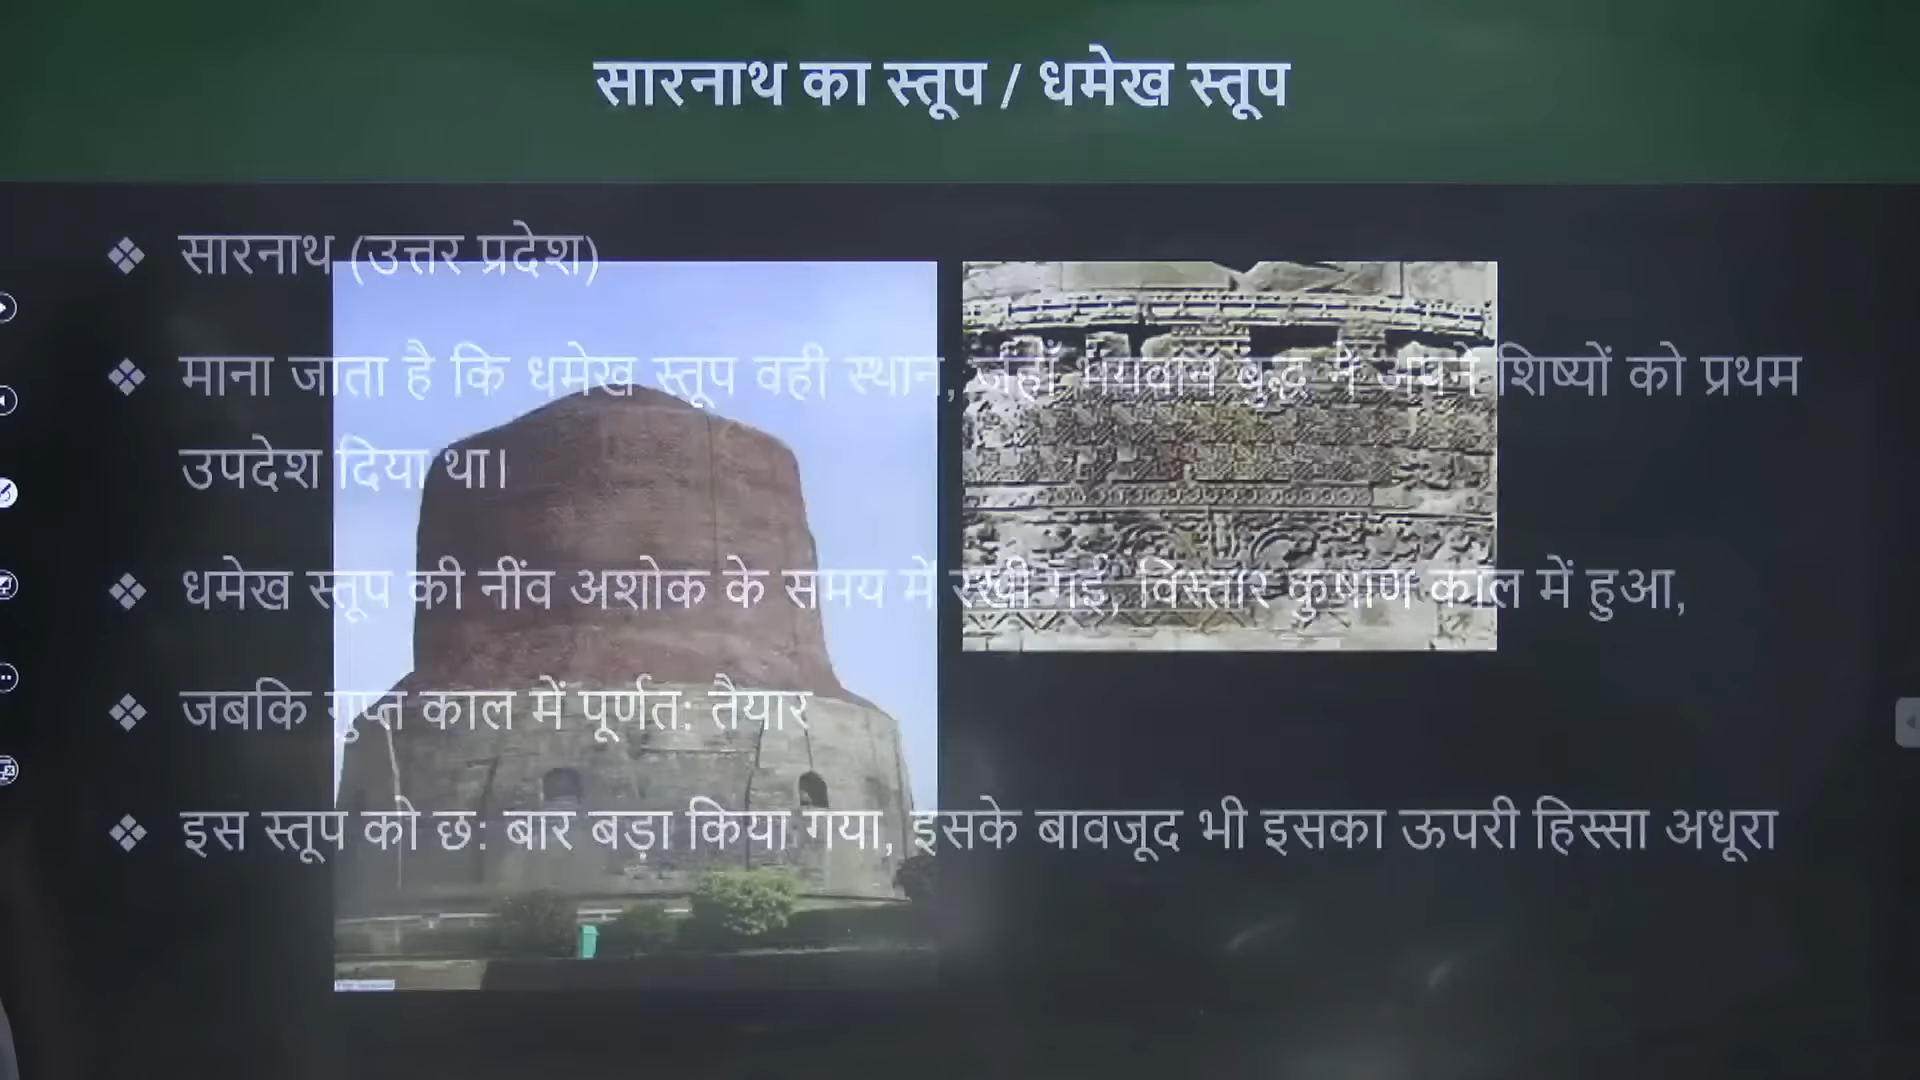 सारनाथ का स्तूप / धमेख स्तूप
❖ सारनाथ (उत्तर प्रदेश)
❖ माना जाता है कि धमेख स्तूप वही स्थान, जहाँ भगवान बुद्ध ने अपने शिष्यों को प्रथम
उपदेश दिया था।
❖ धमेख स्तूप की नींव अशोक के समय में रखी गई, विस्तार कुषाण काल में हुआ,
❖ जबकि गुप्त काल में पूर्णत: तैयार
❖ इस स्तूप को छ: बार बड़ा किया गया, इसके बावजूद भी इसका ऊपरी हिस्सा अधूरा